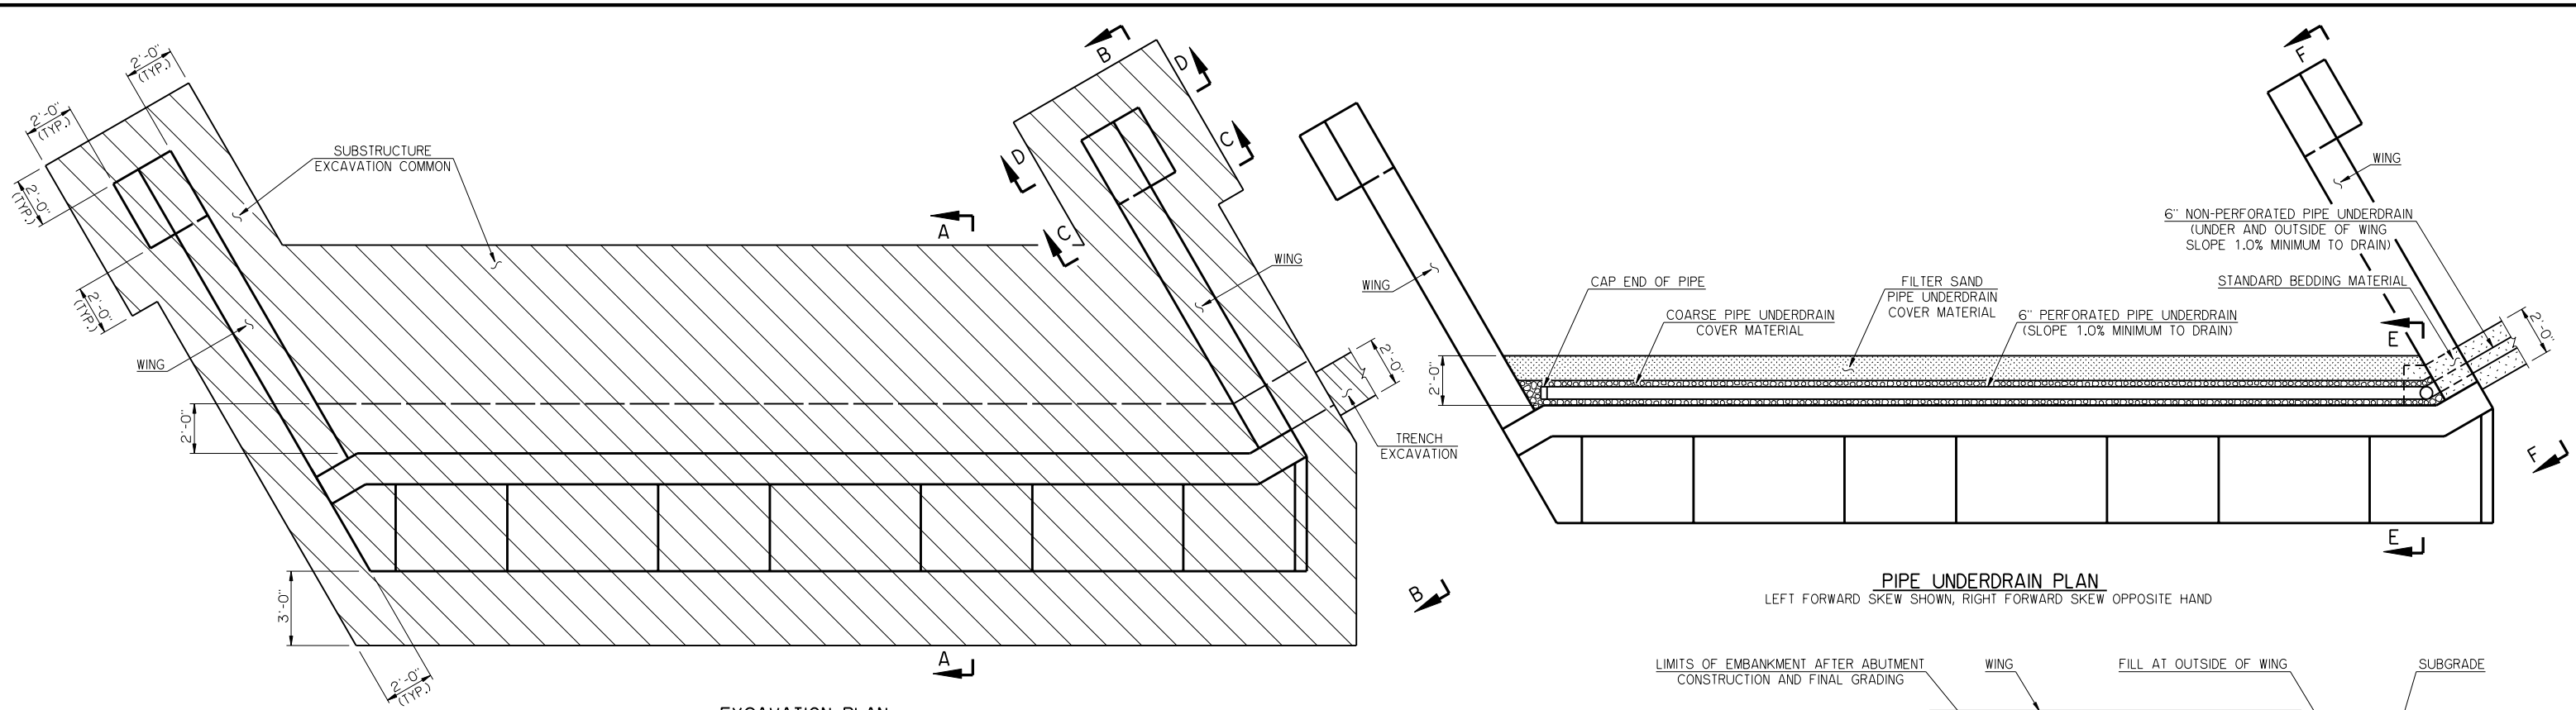 2'-0"
(TYP.)
2'-0"
(TYP.)
2'-0"
(TYP.)
2'-0"
(TYP.)
SUBSTRUCTURE
EXCAVATION COMMON
WING
2'-0"
3'-0"
2'-0"
(TYP.)
A
A
B
D
C
D
C
WING
2'-0"
TRENCH
EXCAVATION
B
EXCAVATION PLAN
WING
CAP END OF PIPE
COARSE PIPE UNDERDRAIN
COVER MATERIAL
FILTER SAND
PIPE UNDERDRAIN
COVER MATERIAL
6" PERFORATED PIPE UNDERDRAIN
(SLOPE 1.0% MINIMUM TO DRAIN)
F
WING
6" NON-PERFORATED PIPE UNDERDRAIN
(UNDER AND OUTSIDE OF WING
SLOPE 1.0% MINIMUM TO DRAIN)
STANDARD BEDDING MATERIAL
E
2'-0"
2'-0"
F
E
PIPE UNDERDRAIN PLAN
LEFT FORWARD SKEW SHOWN, RIGHT FORWARD SKEW OPPOSITE HAND
LIMITS OF EMBANKMENT AFTER ABUTMENT
CONSTRUCTION AND FINAL GRADING
WING
FILL AT OUTSIDE OF WING
SUBGRADE